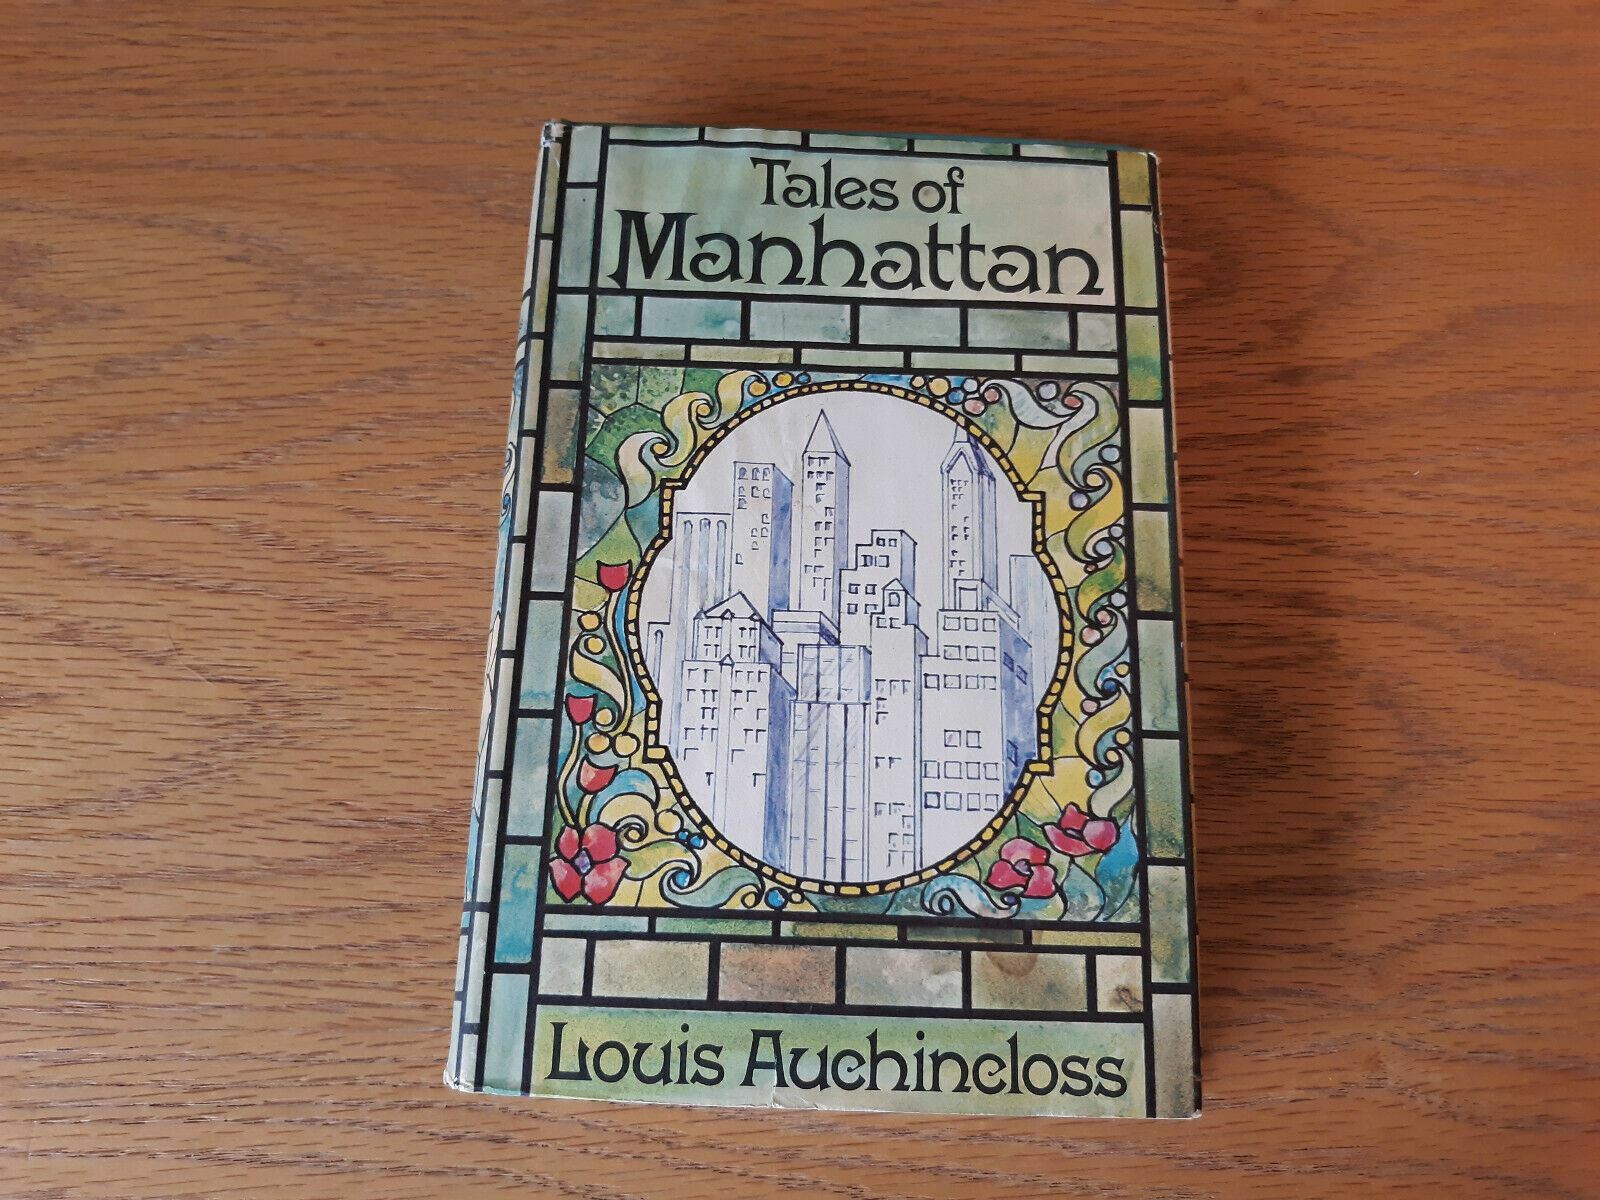 Tales of
Manhattan
Louis Auchincloss